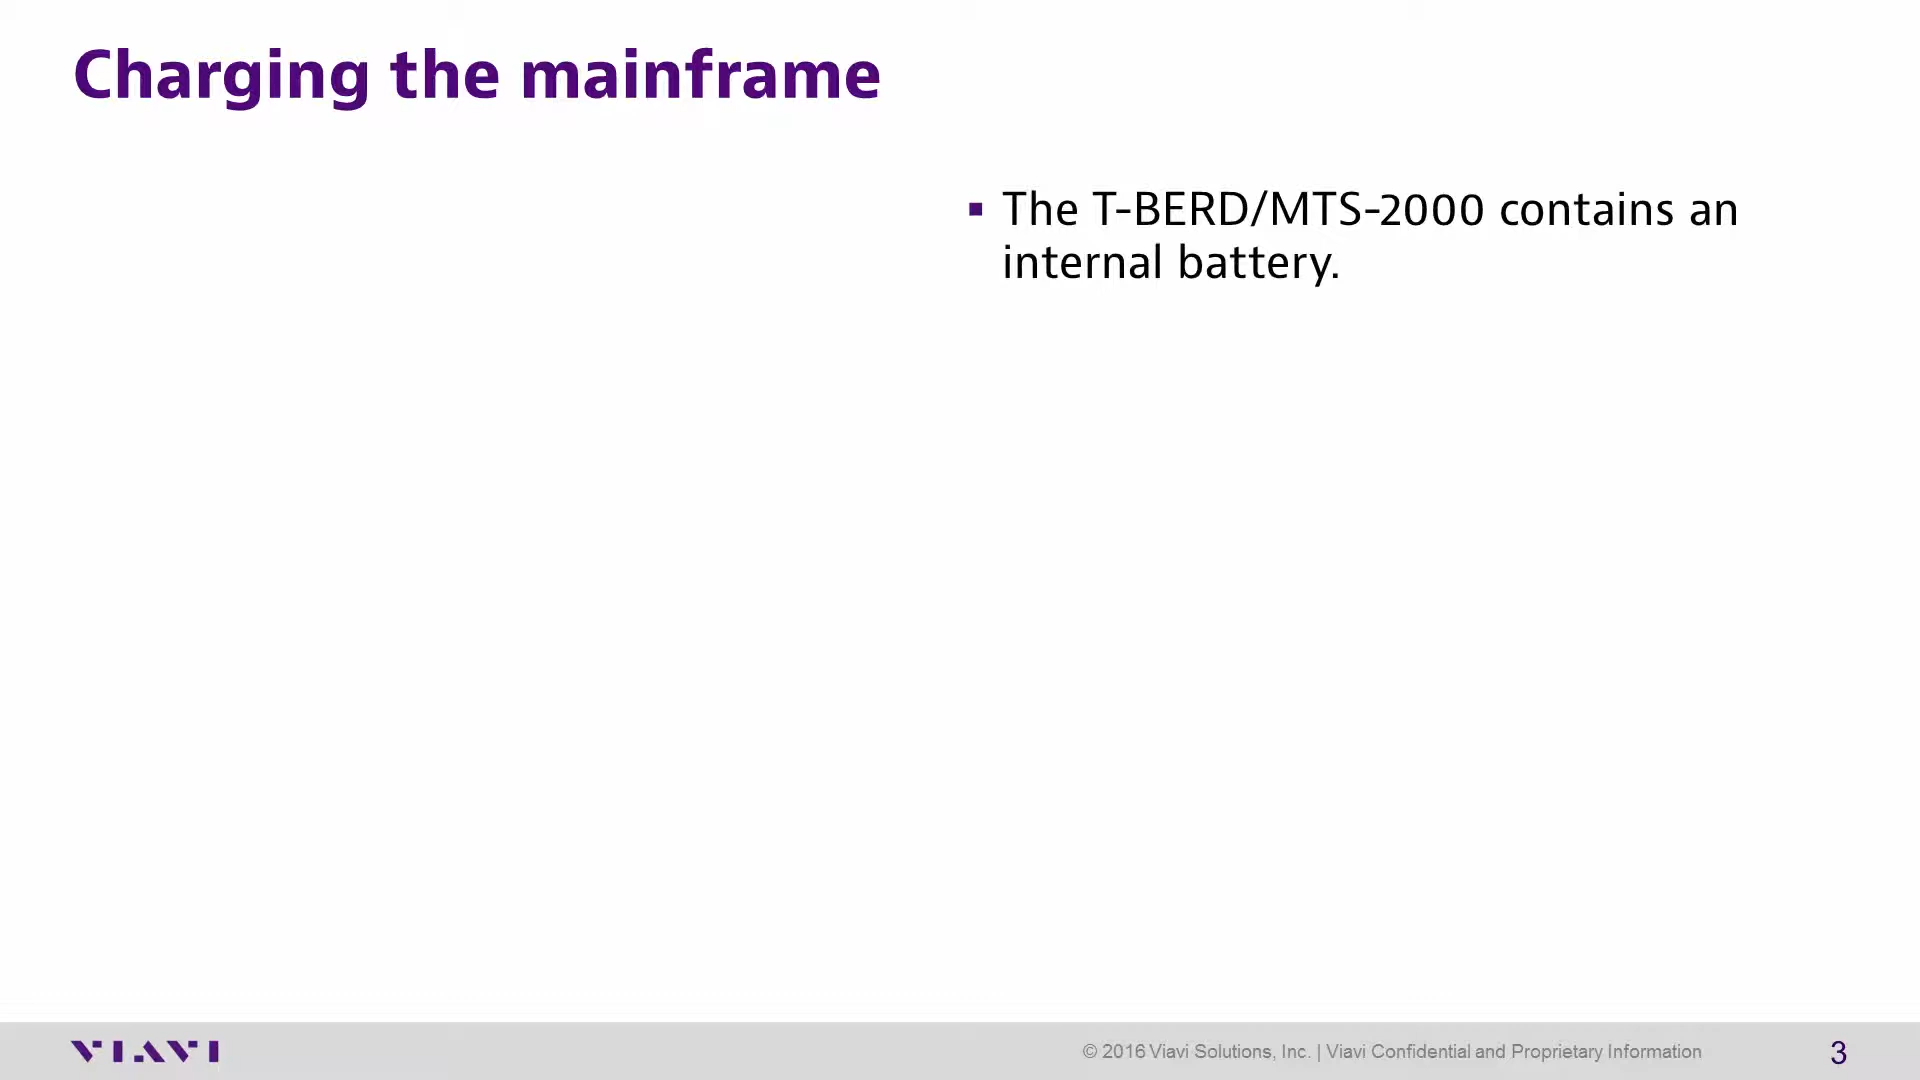 Charging the mainframe
▪ The T-BERD/MTS-2000 contains an
internal battery.
VIAVI
© 2016 Viavi Solutions, Inc. | Viavi Confidential and Proprietary Information
3